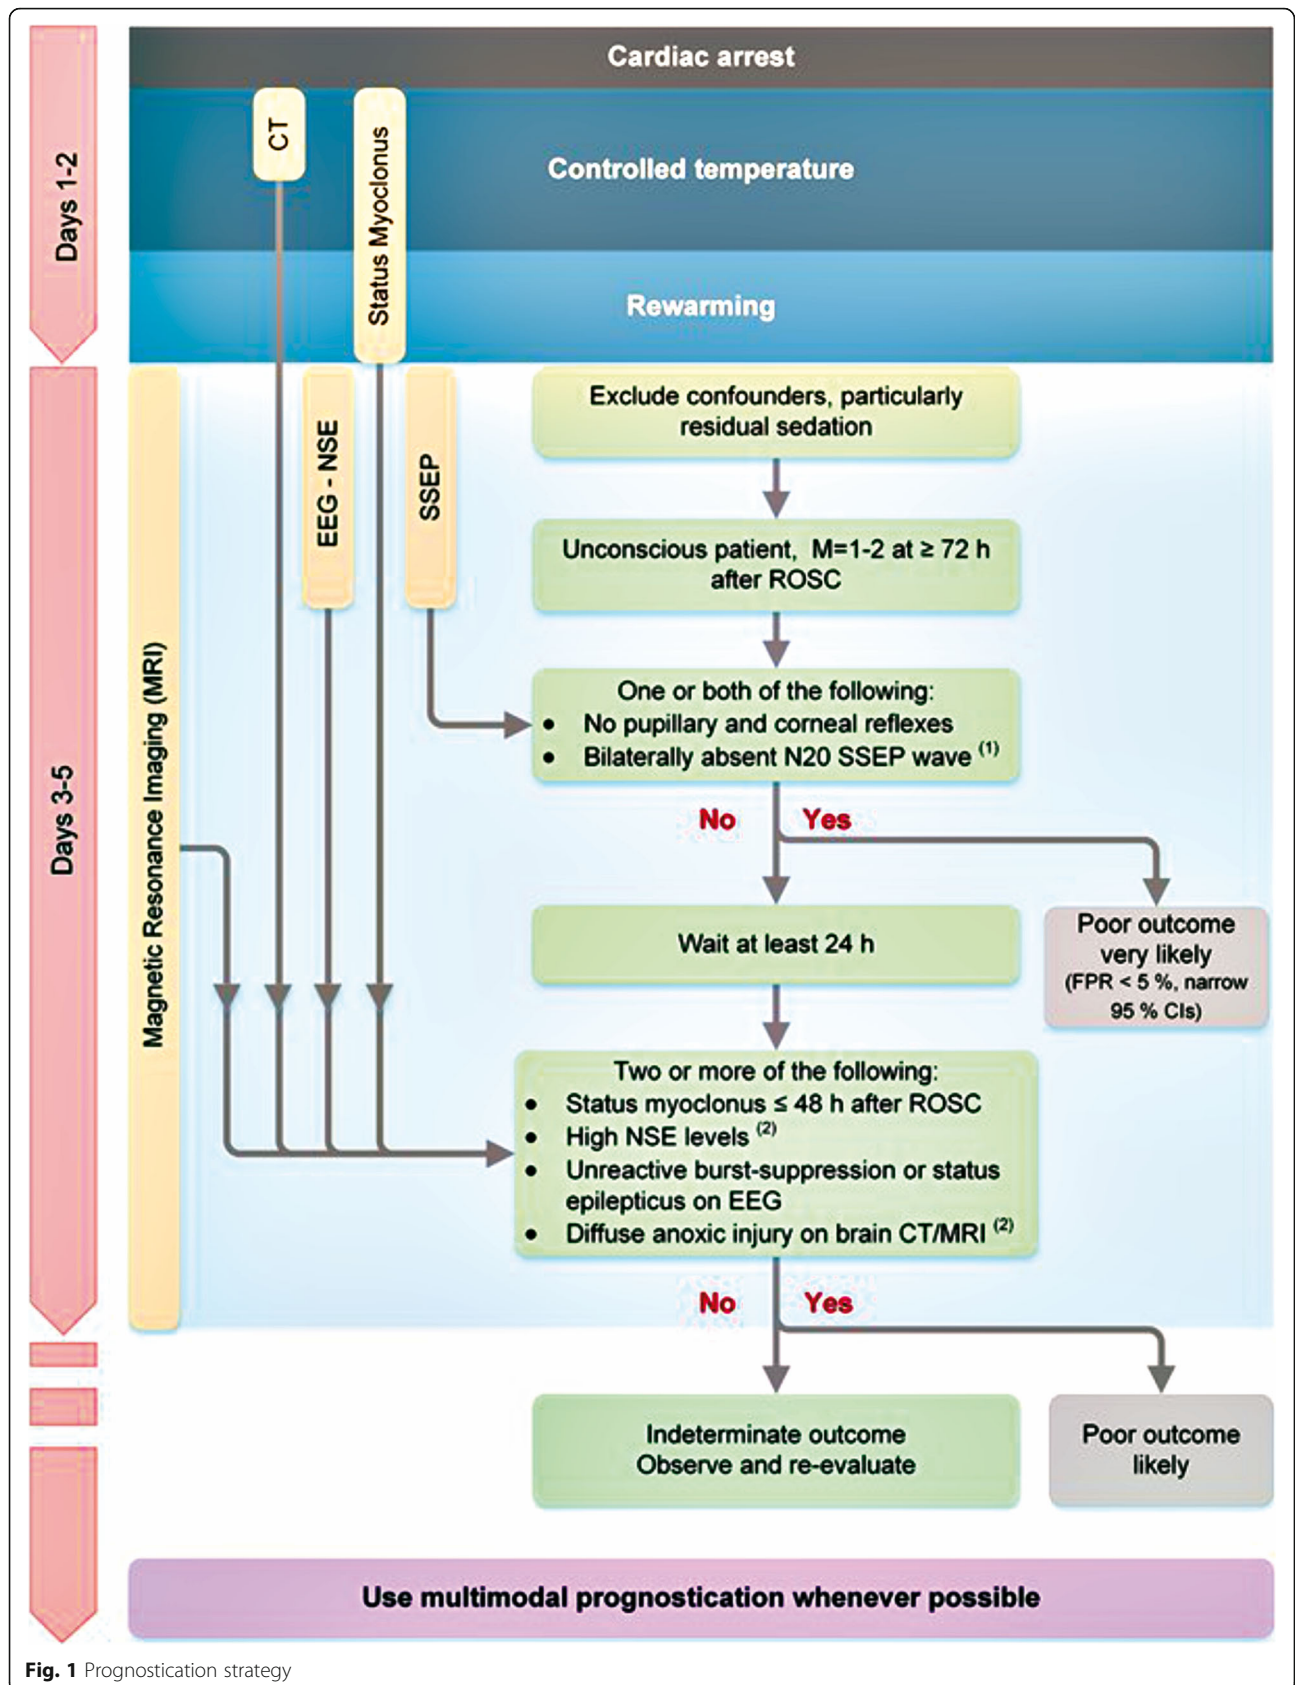 Cardiac arrest
Days 1-2
CT
Status Myoclonus
Controlled temperature
Rewarming
Days 3-5
Magnetic Resonance Imaging (MRI)
EEG - NSE
SSEP
Exclude confounders, particularly
residual sedation
Unconscious patient, M=1-2 at ≥ 72 h
after ROSC
One or both of the following:
● No pupillary and corneal reflexes
● Bilaterally absent N20 SSEP wave (1)
No Yes
Wait at least 24 h
Poor outcome
very likely
(FPR < 5 %, narrow
95 % CIs)
Two or more of the following:
● Status myoclonus ≤ 48 h after ROSC
● High NSE levels (2)
● Unreactive burst-suppression or status
epilepticus on EEG
● Diffuse anoxic injury on brain CT/MRI (2)
No Yes
Indeterminate outcome
Observe and re-evaluate
Poor outcome
likely
Use multimodal prognostication whenever possible
Fig. 1 Prognostication strategy